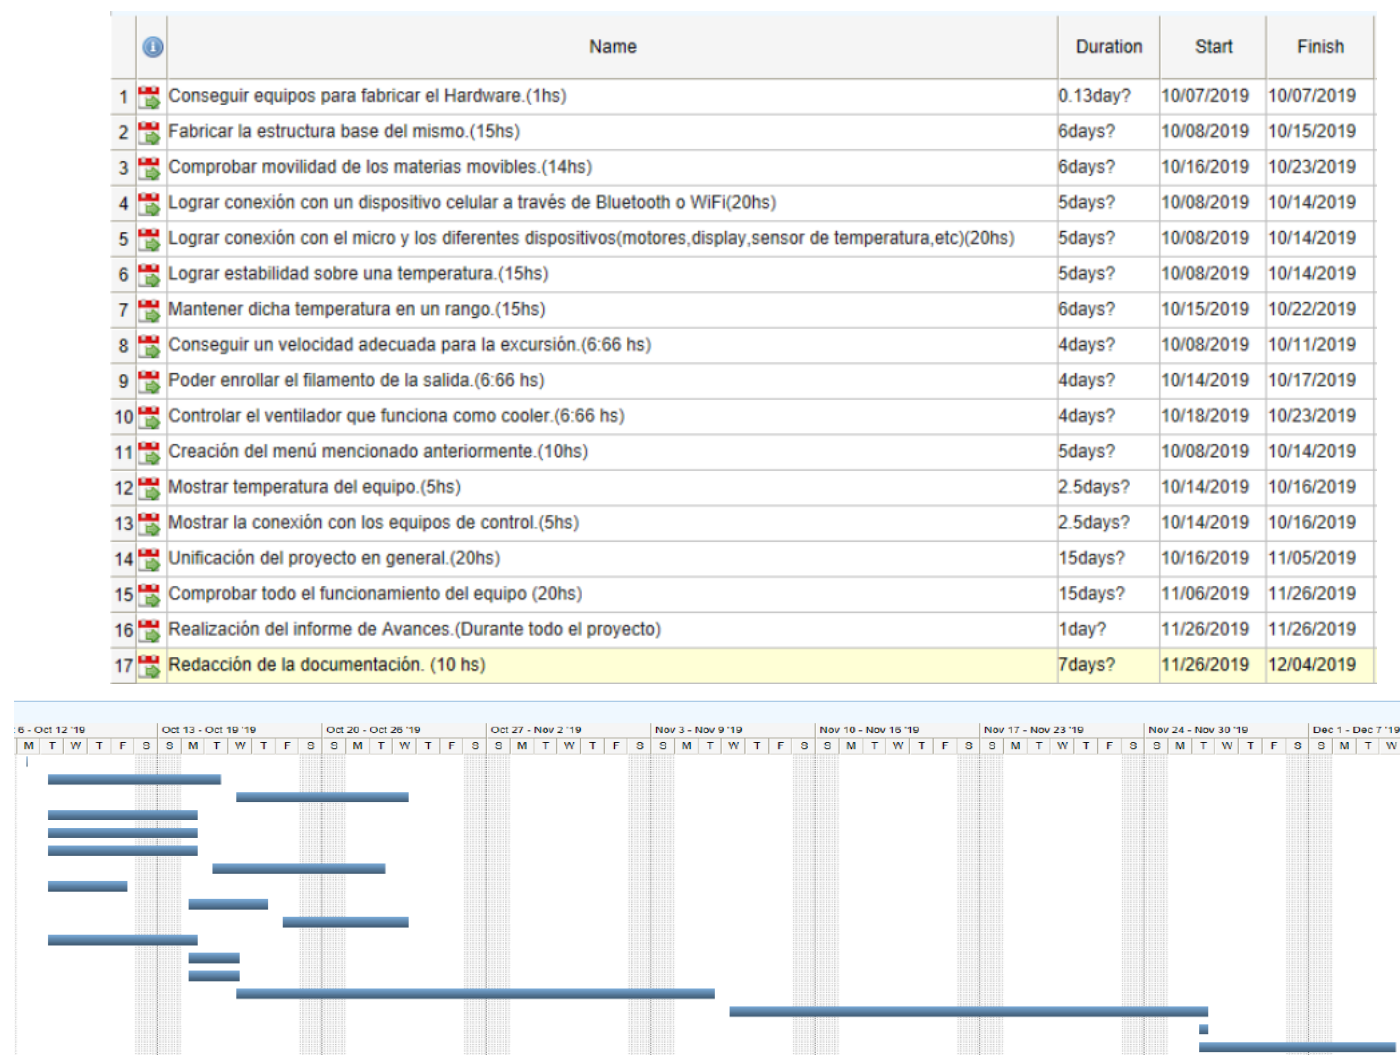 Name Duration Start Finish
1 Conseguir equipos para fabricar el Hardware.(1hs) 0.13day? 10/07/2019 10/07/2019
2 Fabricar la estructura base del mismo.(15hs) 6days? 10/08/2019 10/15/2019
3 Comprobar movilidad de los materias movibles.(14hs) 6days? 10/16/2019 10/23/2019
4 Lograr conexión con un dispositivo celular a través de Bluetooth o WiFi(20hs) 5days? 10/08/2019 10/14/2019
5 Lograr conexión con el micro y los diferentes dispositivos(motores,display,sensor de temperatura,etc)(20hs) 5days? 10/08/2019 10/14/2019
6 Lograr estabilidad sobre una temperatura.(15hs) 5days? 10/08/2019 10/14/2019
7 Mantener dicha temperatura en un rango.(15hs) 6days? 10/15/2019 10/22/2019
8 Conseguir un velocidad adecuada para la excursión.(6:66 hs) 4days? 10/08/2019 10/11/2019
9 Poder enrollar el filamento de la salida.(6:66 hs) 4days? 10/14/2019 10/17/2019
10 Controlar el ventilador que funciona como cooler.(6:66 hs) 4days? 10/18/2019 10/23/2019
11 Creación del menú mencionado anteriormente.(10hs) 5days? 10/08/2019 10/14/2019
12 Mostrar temperatura del equipo.(5hs) 2.5days? 10/14/2019 10/16/2019
13 Mostrar la conexión con los equipos de control.(5hs) 2.5days? 10/14/2019 10/16/2019
14 Unificación del proyecto en general.(20hs) 15days? 10/16/2019 11/05/2019
15 Comprobar todo el funcionamiento del equipo (20hs) 15days? 11/06/2019 11/26/2019
16 Realización del informe de Avances.(Durante todo el proyecto) 1day? 11/26/2019 11/26/2019
17 Redacción de la documentación. (10 hs) 7days? 11/26/2019 12/04/2019
6 - Oct 12 '19 Oct 13 - Oct 19 '19 Oct 20 - Oct 26 '19 Oct 27 - Nov 2 '19 Nov 3 - Nov 9 '19 Nov 10 - Nov 16 '19 Nov 17 - Nov 23 '19 Nov 24 - Nov 30 '19 Dec 1 - Dec 7 '19
M T W T F S S M T W T F S S M T W T F S S M T W T F S S M T W T F S S M T W T F S S M T W T F S S M T W T F S S M T W